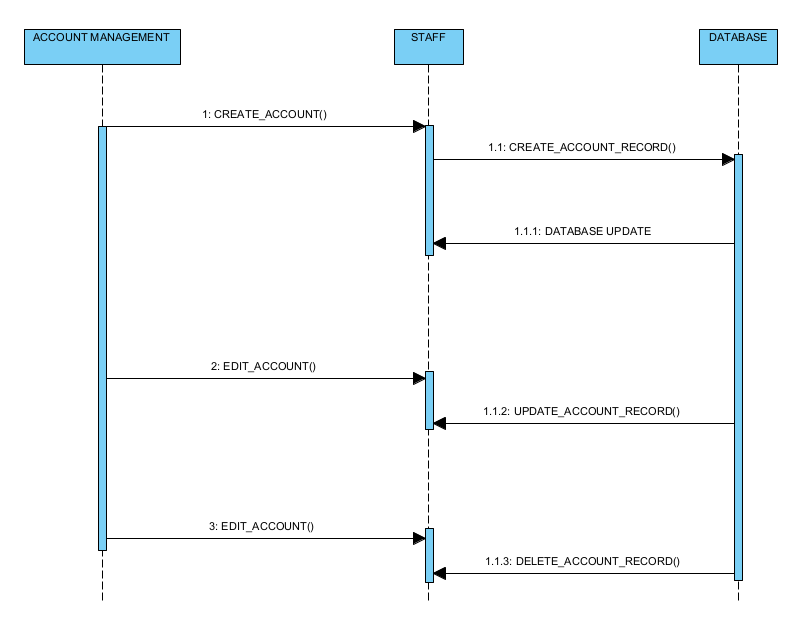 ACCOUNT MANAGEMENT
STAFF
DATABASE
1: CREATE_ACCOUNT()
1.1: CREATE_ACCOUNT_RECORD()
1.1.1: DATABASE UPDATE
2: EDIT_ACCOUNT()
1.1.2: UPDATE_ACCOUNT_RECORD()
3: EDIT_ACCOUNT()
1.1.3: DELETE_ACCOUNT_RECORD()